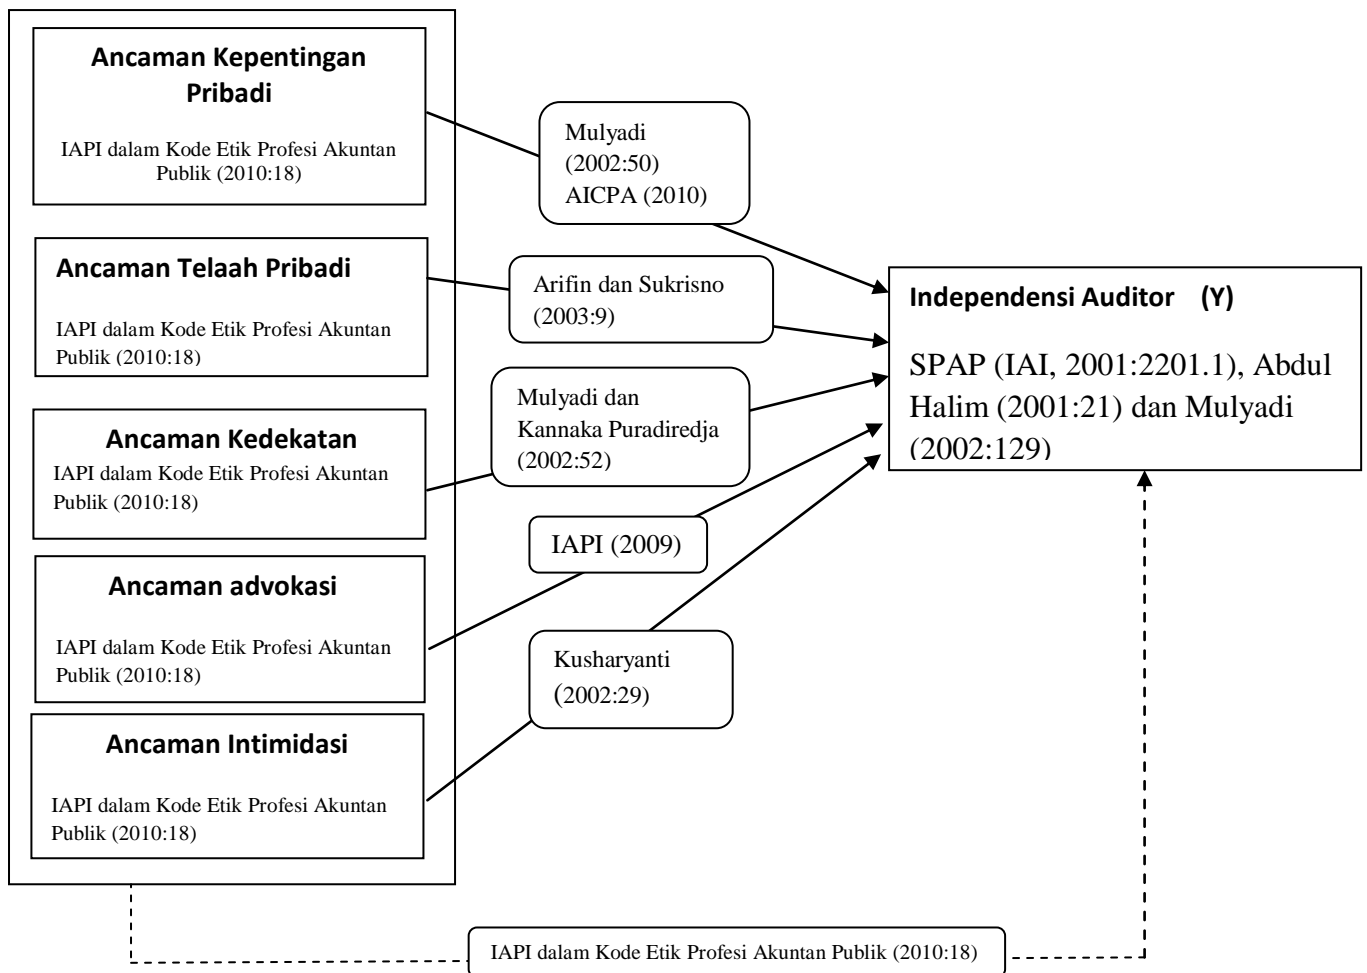 Ancaman Kepentingan
Pribadi
IAPI dalam Kode Etik Profesi Akuntan
Publik (2010:18)
Ancaman Telaah Pribadi
IAPI dalam Kode Etik Profesi Akuntan
Publik (2010:18)
Ancaman Kedekatan
IAPI dalam Kode Etik Profesi Akuntan
Publik (2010:18)
Ancaman advokasi
IAPI dalam Kode Etik Profesi Akuntan
Publik (2010:18)
Ancaman Intimidasi
IAPI dalam Kode Etik Profesi Akuntan
Publik (2010:18)
Mulyadi
(2002:50)
AICPA (2010)
Arifin dan Sukrisno
(2003:9)
Mulyadi dan
Kannaka Puradiredja
(2002:52)
IAPI (2009)
Kusharyanti
(2002:29)
Independensi Auditor (Y)
SPAP (IAI, 2001:2201.1), Abdul
Halim (2001:21) dan Mulyadi
(2002:129)
IAPI dalam Kode Etik Profesi Akuntan Publik (2010:18)